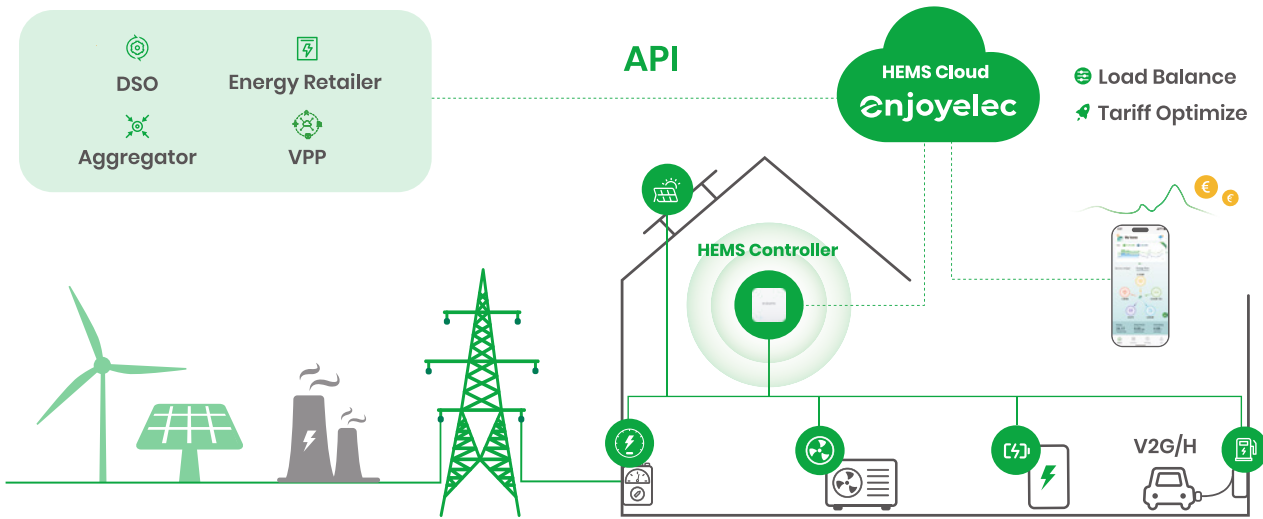 DSO
Energy Retailer
Aggregator
VPP
API
HEMS Cloud
enjoyelec
Load Balance
Tariff Optimize
€
€
HEMS Controller
V2G/H